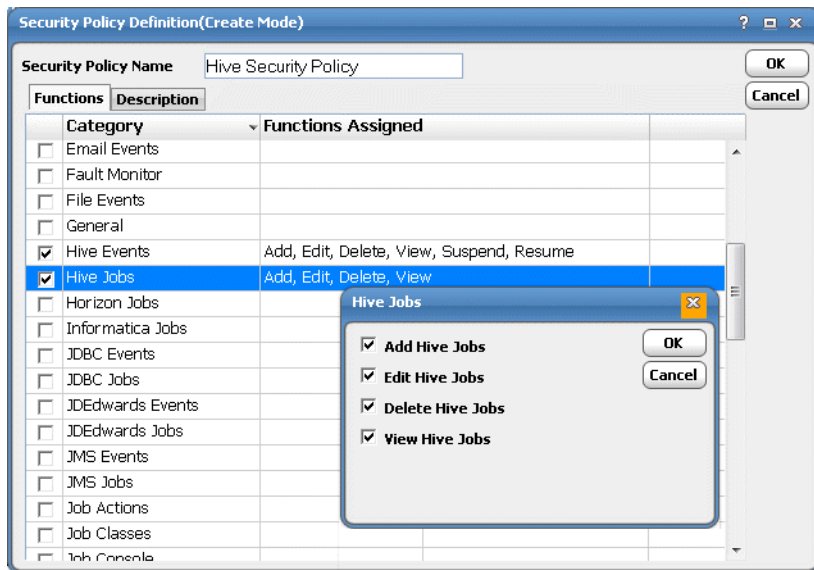 Security Policy Definition(Create Mode)
?
Security Policy Name Hive Security Policy
OK
Functions Description
Cancel
Category Functions Assigned
Email Events
Fault Monitor
File Events
General
Hive Events Add, Edit, Delete, View, Suspend, Resume
Hive Jobs Add, Edit, Delete, View
Horizon Jobs
Informatica Jobs
JDBC Events
JDBC Jobs
JDEdwards Events
JDEdwards Jobs
JMS Events
JMS Jobs
Job Actions
Job Classes
Job Console
Hive Jobs
Add Hive Jobs
Edit Hive Jobs
Delete Hive Jobs
View Hive Jobs
OK
Cancel